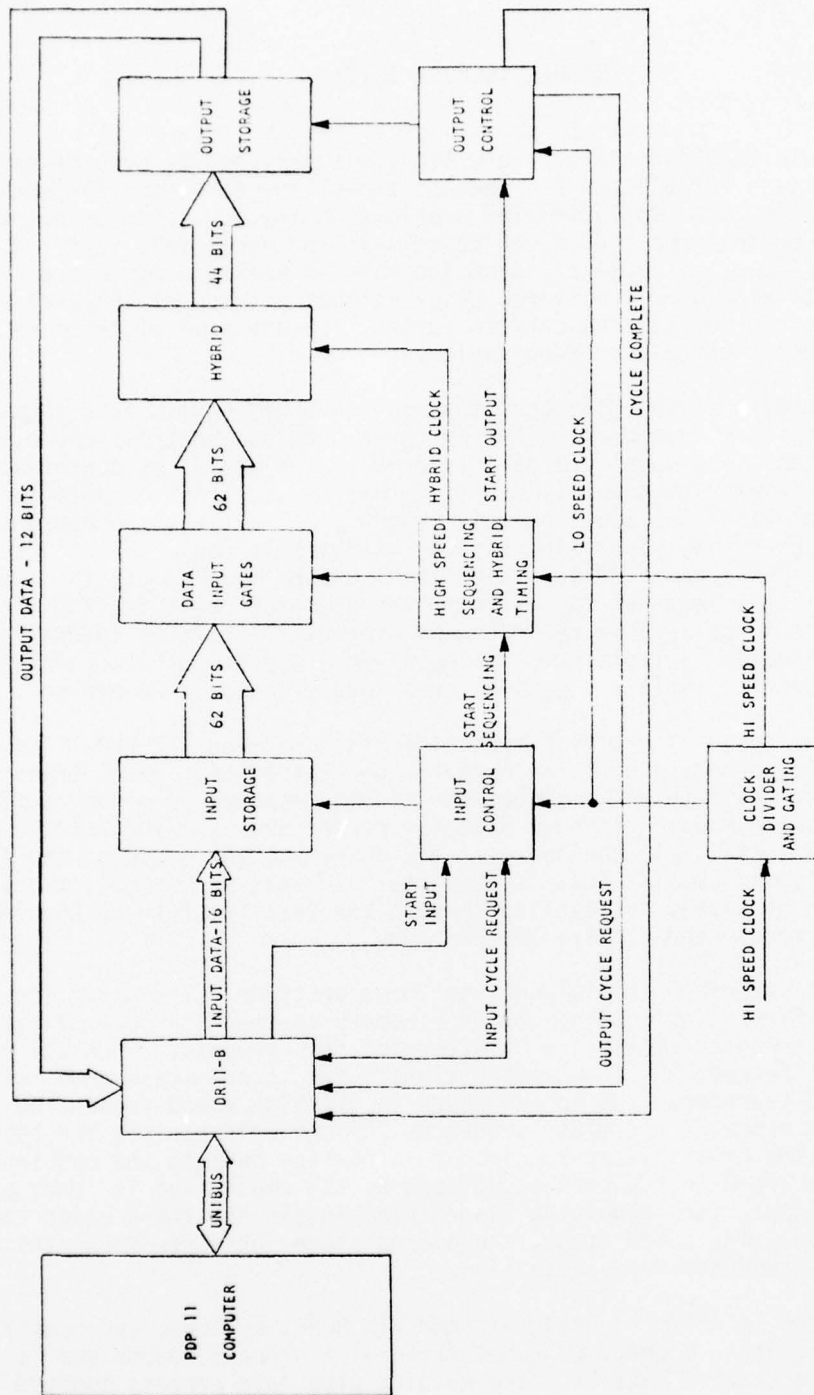 OUTPUT DATA - 12 BITS
PDP 11
COMPUTER
UNIBUS
DR11-B
INPUT DATA-16 BITS
INPUT
STORAGE
62 BITS
DATA
INPUT
GATES
62 BITS
HYBRID
44 BITS
OUTPUT
STORAGE
START
INPUT
INPUT
CONTROL
START
SEQUENCING
HIGH SPEED
SEQUENCING
AND HYBRID
TIMING
HYBRID CLOCK
START OUTPUT
OUTPUT
CONTROL
INPUT CYCLE REQUEST
OUTPUT CYCLE REQUEST
LO SPEED CLOCK
CYCLE COMPLETE
HI SPEED CLOCK
CLOCK
DIVIDER
AND GATING
HI SPEED CLOCK